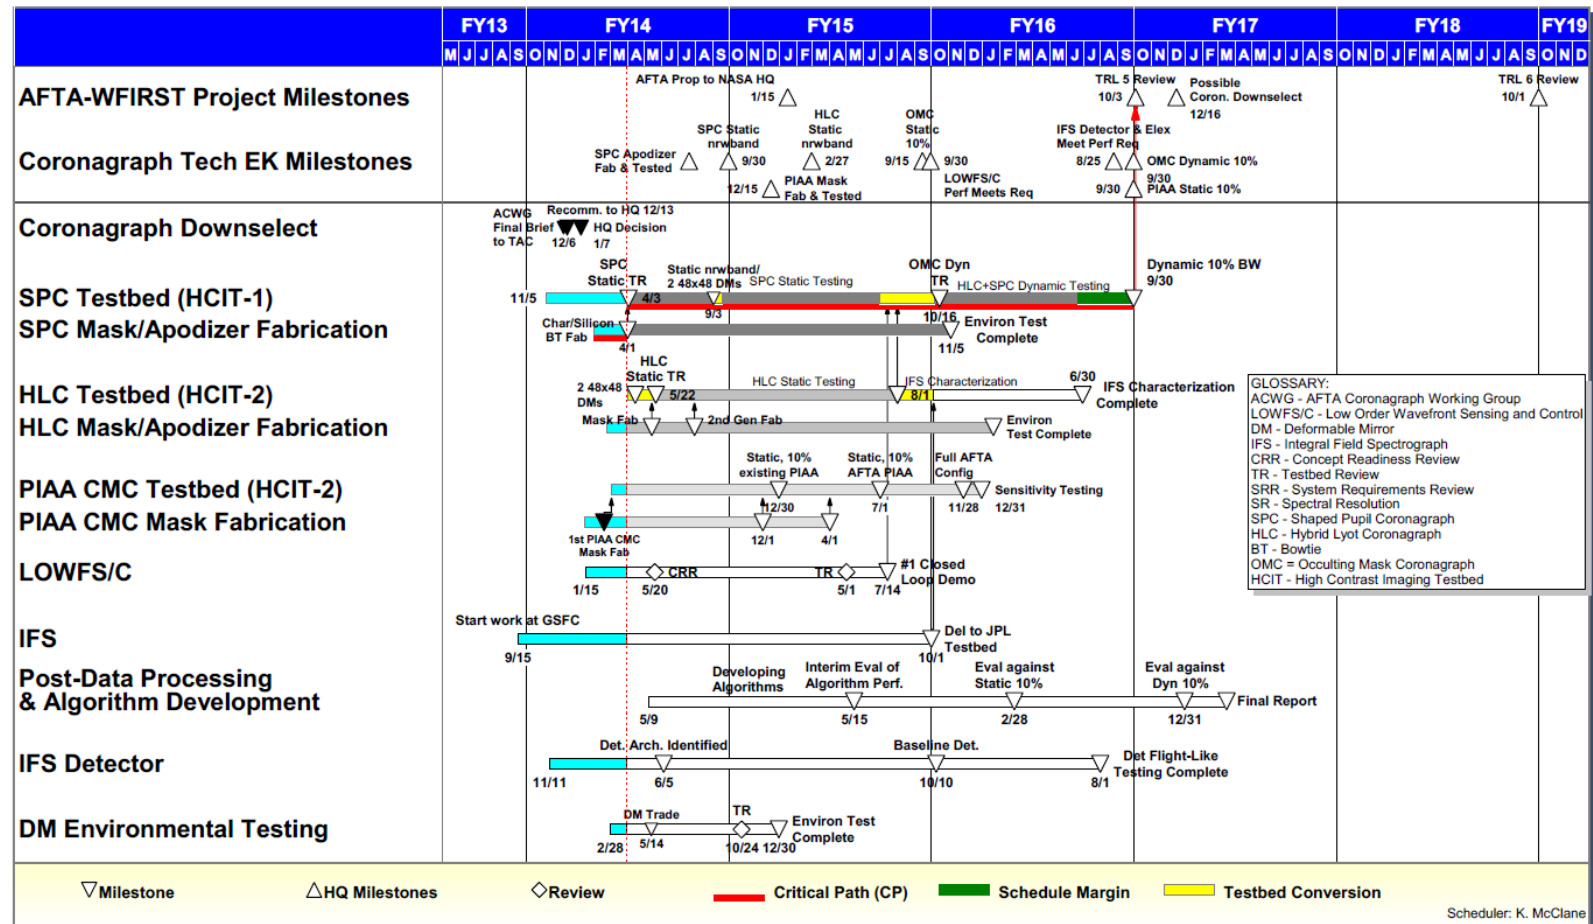 FY13 FY14 FY15 FY16 FY17 FY18 FY19
M J J A S O N D J F M A M J J A S O N D J F M A M J J A S O N D J F M A M J J A S O N D J F M A M J J A S O N D J F M A M J J A S O N D
AFTA-WFIRST Project Milestones
AFTA Prop to NASA HQ
1/15
TRL 5 Review
10/3
Possible
Coron. Downselect
12/16
TRL 6 Review
10/1
Coronagraph Tech EK Milestones
SPC Apodizer
Fab & Tested
SPC Static
nrwband
9/30
12/15
PIAA Mask
Fab & Tested
HLC
Static
nrwband
2/27
OMC
Static
10%
9/15
9/30
LOWFS/C
Perf Meets Req
IFS Detector & Elex
Meet Perf Req
8/25
OMC Dynamic 10%
9/30
9/30
PIAA Static 10%
Coronagraph Downselect
ACWG
Final Brief
to TAC
12/6
Recomm. to HQ 12/13
HQ Decision
1/7
SPC Testbed (HCIT-1)
11/5
SPC
Static TR
4/3
Static nrwband/
2 48x48 DMs
9/3
SPC Static Testing
OMC Dyn
TR
10/16
HLC+SPC Dynamic Testing
Dynamic 10% BW
9/30
SPC Mask/Apodizer Fabrication
Char/Silicon
BT Fab
4/1
Environ Test
Complete
11/5
HLC Testbed (HCIT-2)
2 48x48
DMs
HLC
Static TR
5/22
HLC Static Testing
IFS Characterization
8/1
6/30
IFS Characterization
Complete
HLC Mask/Apodizer Fabrication
Mask Fab
2nd Gen Fab
Environ
Test Complete
PIAA CMC Testbed (HCIT-2)
Static, 10%
existing PIAA
12/30
Static, 10%
AFTA PIAA
7/1
Full AFTA
Config
11/28
12/31
Sensitivity Testing
PIAA CMC Mask Fabrication
1st PIAA CMC
Mask Fab
12/1
4/1
LOWFS/C
1/15
CRR
5/20
TR
5/1
7/14
#1 Closed
Loop Demo
IFS
Start work at GSFC
9/15
10/1
Del to JPL
Testbed
Post-Data Processing
& Algorithm Development
5/9
Developing
Algorithms
Interim Eval of
Algorithm Perf.
5/15
Eval against
Static 10%
2/28
Eval against
Dyn 10%
12/31
Final Report
IFS Detector
11/11
Det. Arch. Identified
6/5
Baseline Det.
10/10
8/1
Det Flight-Like
Testing Complete
DM Environmental Testing
2/28
DM Trade
5/14
TR
10/24
12/30
Environ Test
Complete
GLOSSARY:
ACWG - AFTA Coronagraph Working Group
LOWFS/C - Low Order Wavefront Sensing and Control
DM - Deformable Mirror
IFS - Integral Field Spectrograph
CRR - Concept Readiness Review
TR - Testbed Review
SRR - System Requirements Review
SR - Spectral Resolution
SPC - Shaped Pupil Coronagraph
HLC - Hybrid Lyot Coronagraph
BT - Bowtie
OMC = Occulting Mask Coronagraph
HCIT - High Contrast Imaging Testbed
Milestone
HQ Milestones
Review
Critical Path (CP)
Schedule Margin
Testbed Conversion
Scheduler: K. McClane